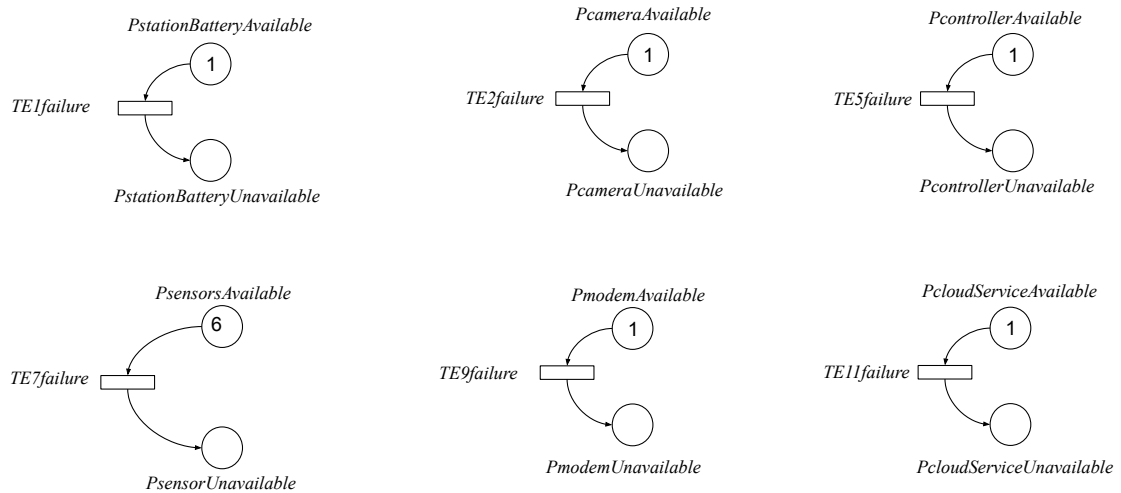 PstationBatteryAvailable
1
TE1failure
PstationBatteryUnavailable
PcameraAvailable
1
TE2failure
PcameraUnavailable
PcontrollerAvailable
1
TE5failure
PcontrollerUnavailable
PsensorsAvailable
6
TE7failure
PsensorUnavailable
PmodemAvailable
1
TE9failure
PmodemUnavailable
PcloudServiceAvailable
1
TE11failure
PcloudServiceUnavailable